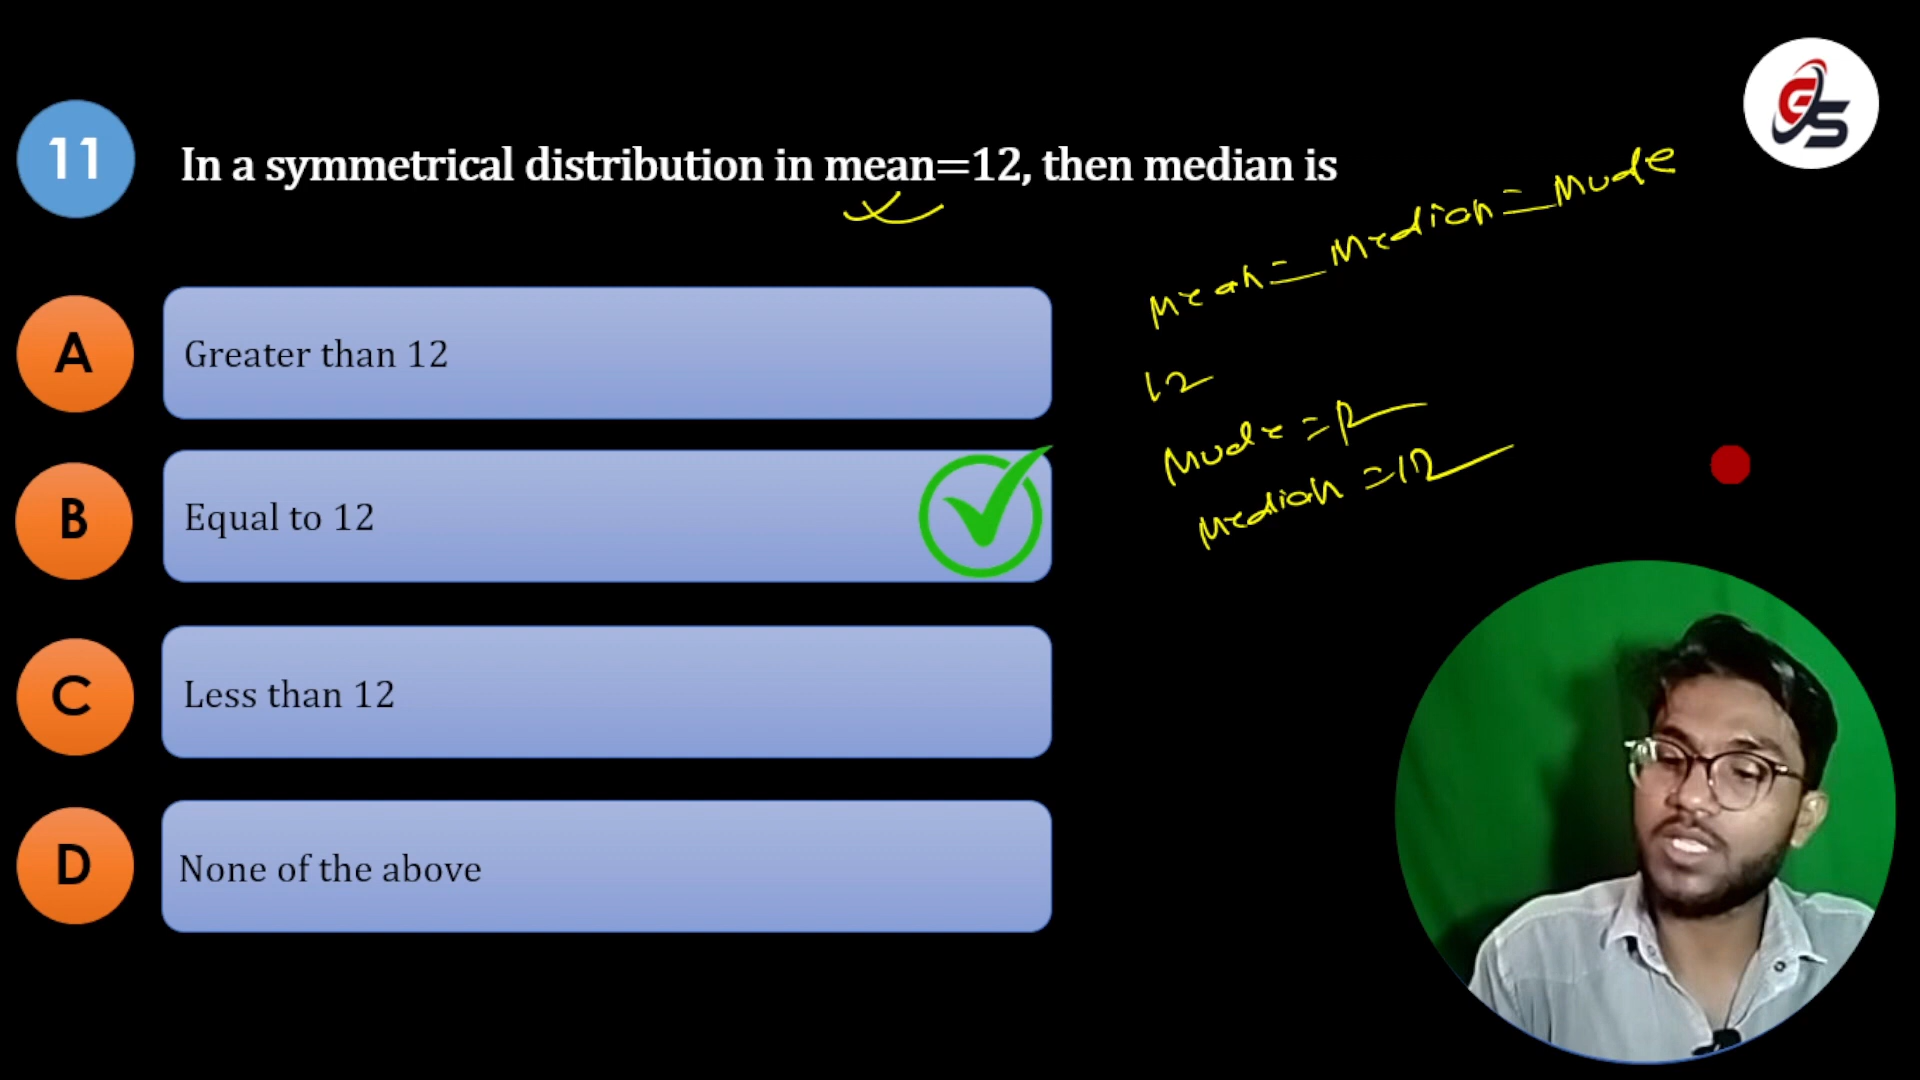 11
In a symmetrical distribution in mean=12, then median is
GS
Mean = Median = Mode
A
Greater than 12
12
Mode = 12
Median = 12
B
Equal to 12
C
Less than 12
D
None of the above